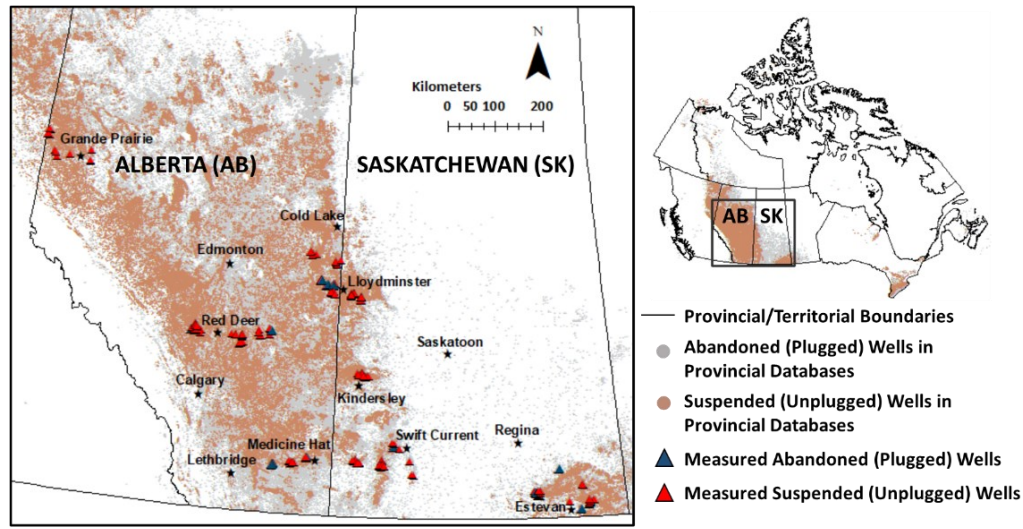 N
Kilometers
0 50 100 200
Grande Prairie
ALBERTA (AB)
SASKATCHEWAN (SK)
Cold Lake
Edmonton
Lloydminster
Red Deer
Saskatoon
Calgary
Kindersley
Medicine Hat
Swift Current
Regina
Lethbridge
Estevan
AB SK
Provincial/Territorial Boundaries
Abandoned (Plugged) Wells in
Provincial Databases
Suspended (Unplugged) Wells in
Provincial Databases
Measured Abandoned (Plugged) Wells
Measured Suspended (Unplugged) Wells